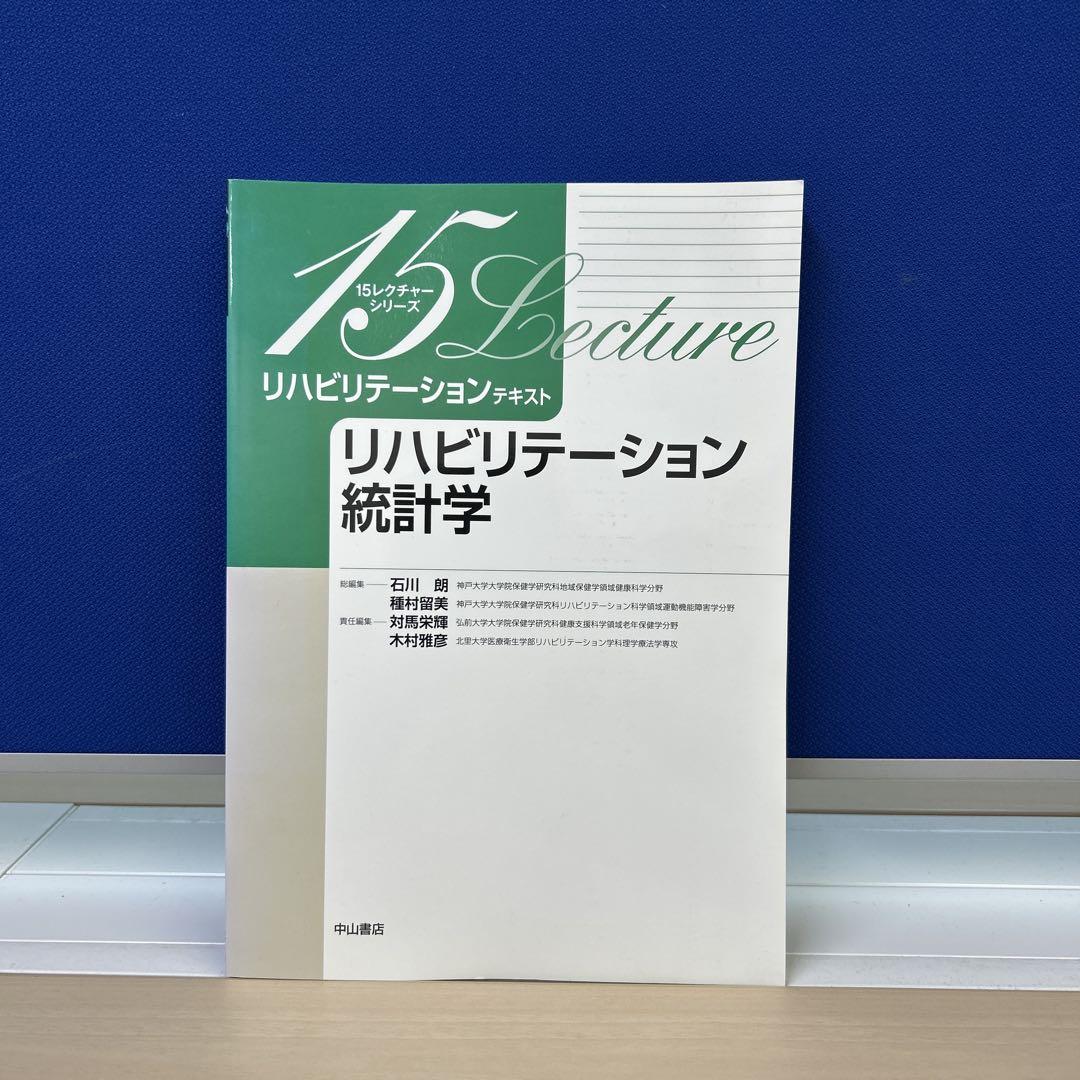 15 Lecture
15レクチャー
シリーズ
リハビリテーションテキスト
リハビリテーション
統計学
総編集 石川 朗 神戸大学大学院保健学研究科地域保健学領域健康科学分野
種村留美 神戸大学大学院保健学研究科リハビリテーション科学領域運動機能障害学分野
責任編集 対馬栄輝 弘前大学大学院保健学研究科健康支援科学領域老年保健学分野
木村雅彦 北里大学医療衛生学部リハビリテーション学科理学療法学専攻
中山書店